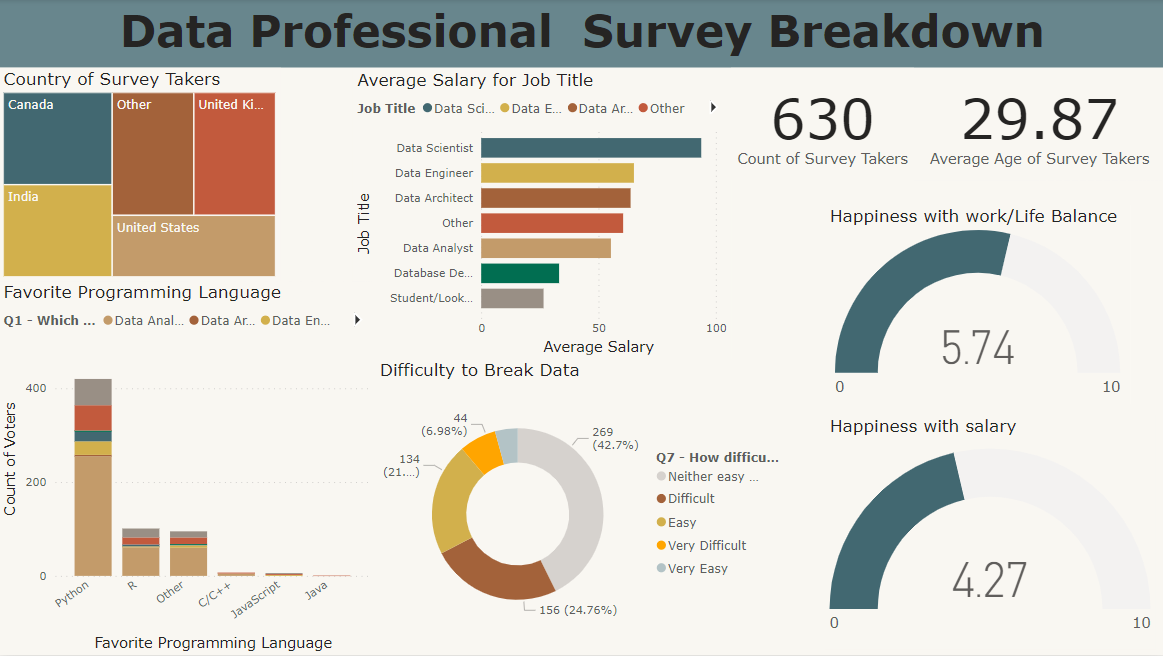 Data Professional  Survey Breakdown
Country of Survey Takers
Canada
Other
United Ki...
India
United States
Average Salary for Job Title
Job Title Data Sci... Data E... Data Ar... Other
Data Scientist
Data Engineer
Data Architect
Other
Data Analyst
Database De...
Student/Look...
Job Title
0 50 100
Average Salary
630
Count of Survey Takers
29.87
Average Age of Survey Takers
Favorite Programming Language
Q1 - Which ... Data Anal... Data Ar... Data En...
Count of Voters
400
200
0
Python R Other C/C++ JavaScript Java
Favorite Programming Language
Difficulty to Break Data
44
(6.98%)
269
(42.7%)
134
(21....)
156 (24.76%)
Q7 - How difficu...
Neither easy ...
Difficult
Easy
Very Difficult
Very Easy
Happiness with work/Life Balance
5.74
0 10
Happiness with salary
4.27
0 10